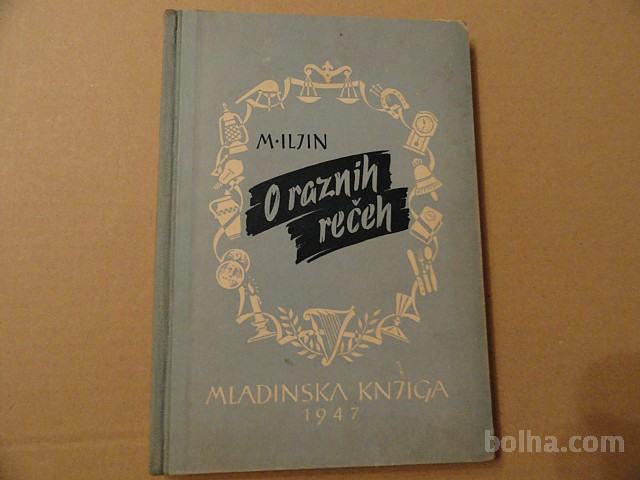 M·ILJIN
O raznih
rečeh
MLADINSKA KNJIGA
1947
bolha.com